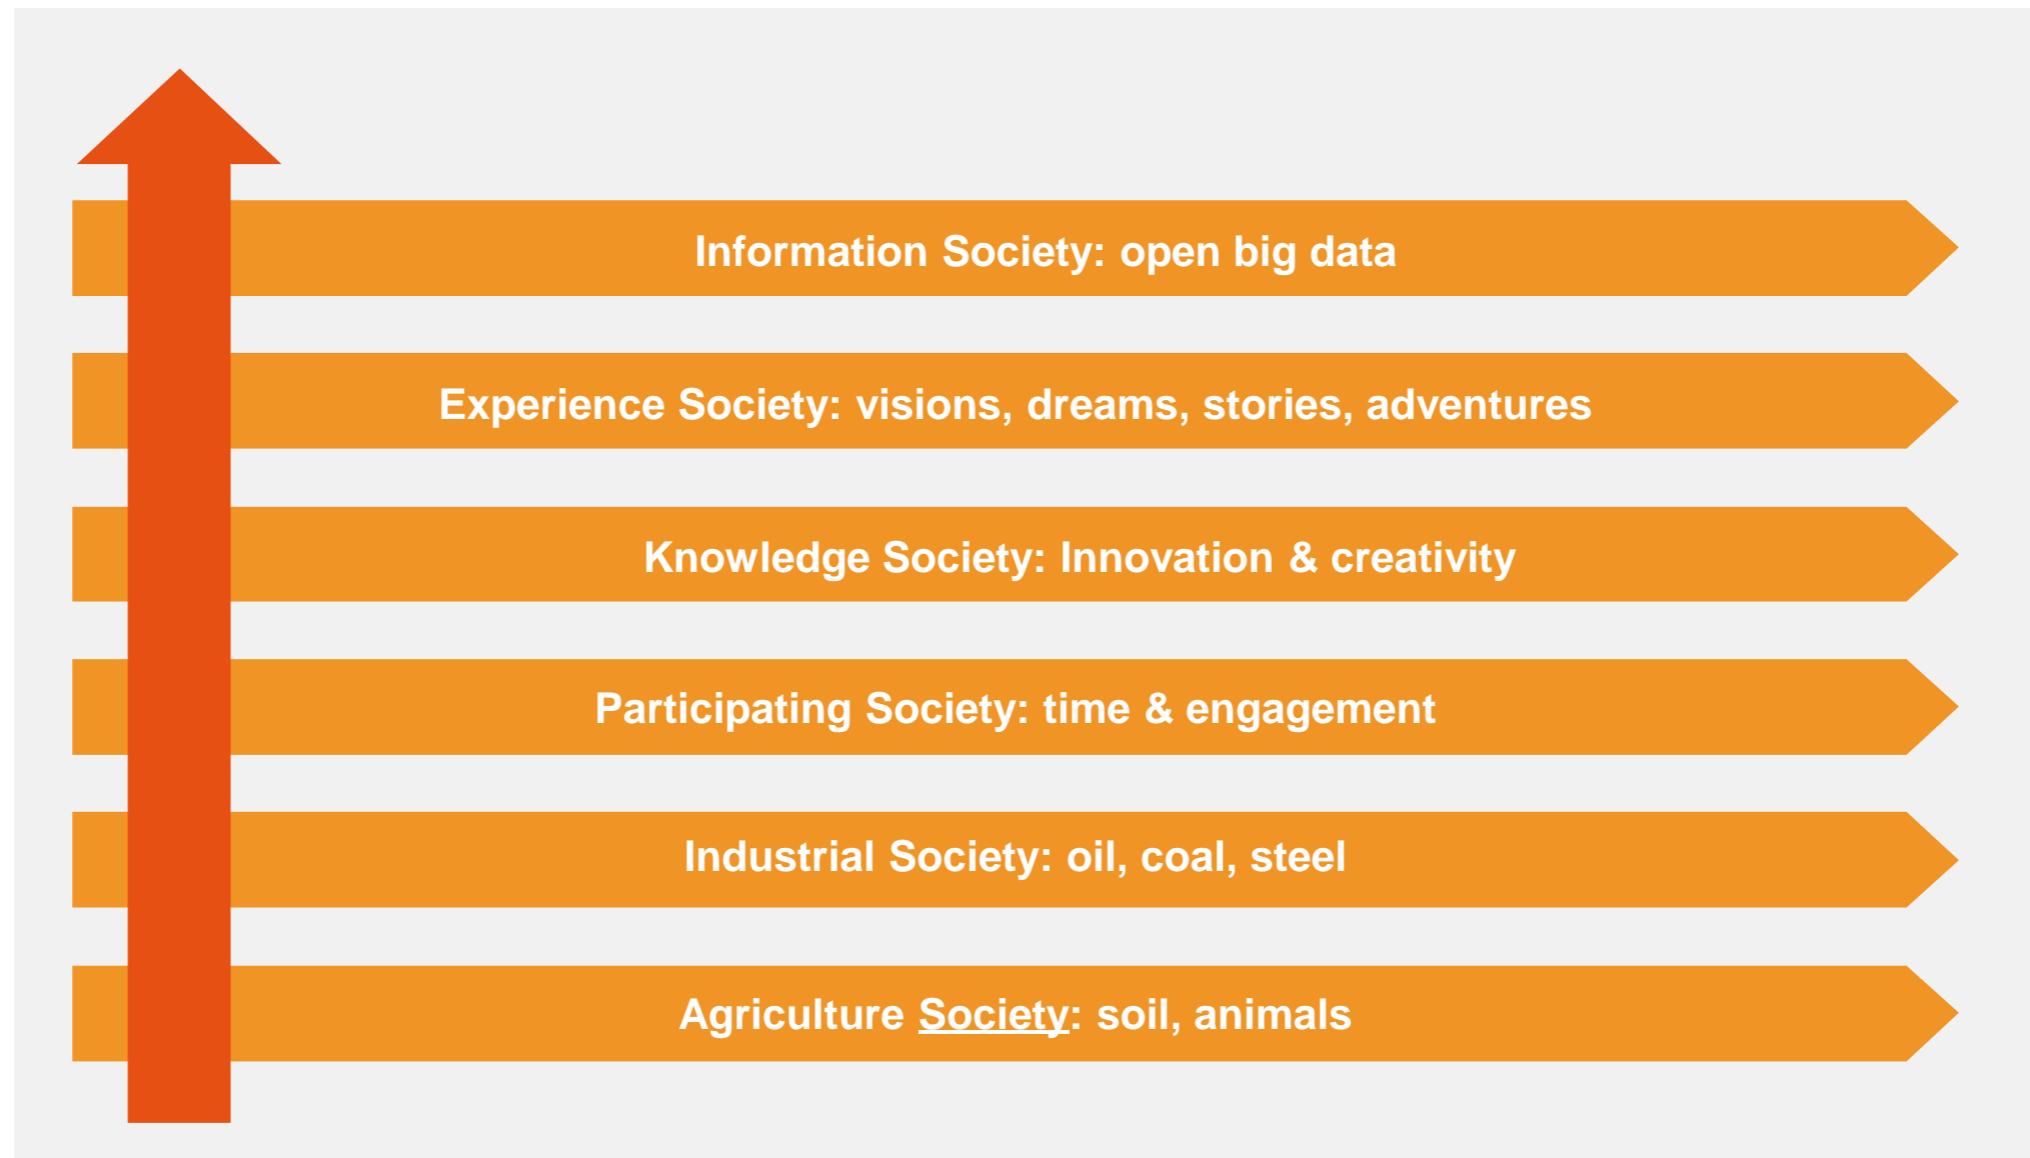 Information Society: open big data
Experience Society: visions, dreams, stories, adventures
Knowledge Society: Innovation & creativity
Participating Society: time & engagement
Industrial Society: oil, coal, steel
Agriculture Society: soil, animals